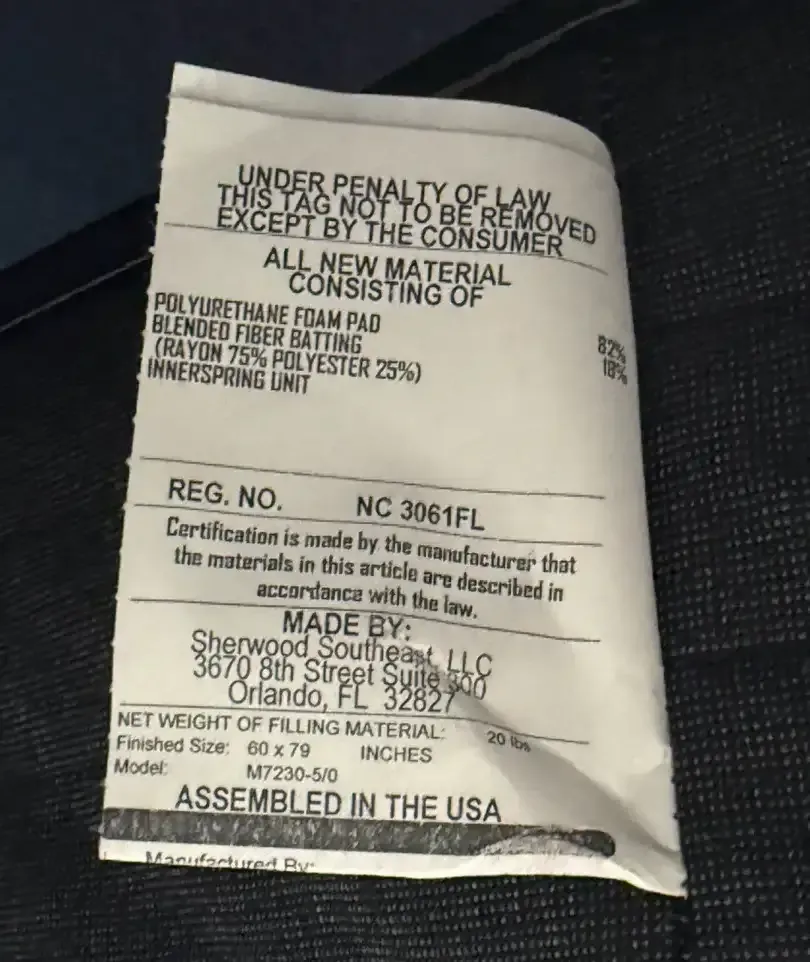 UNDER PENALTY OF LAW
THIS TAG NOT TO BE REMOVED
EXCEPT BY THE CONSUMER
ALL NEW MATERIAL
CONSISTING OF
POLYURETHANE FOAM PAD 82%
BLENDED FIBER BATTING 18%
(RAYON 75% POLYESTER 25%)
INNERSPRING UNIT
REG. NO. NC 3061FL
Certification is made by the manufacturer that
the materials in this article are described in
accordance with the law.
MADE BY:
Sherwood Southeast, LLC
3670 8th Street Suite 300
Orlando, FL 32827
NET WEIGHT OF FILLING MATERIAL: 20 lbs
Finished Size: 60 x 79 INCHES
Model: M7230-5/0
ASSEMBLED IN THE USA
Manufactured By: